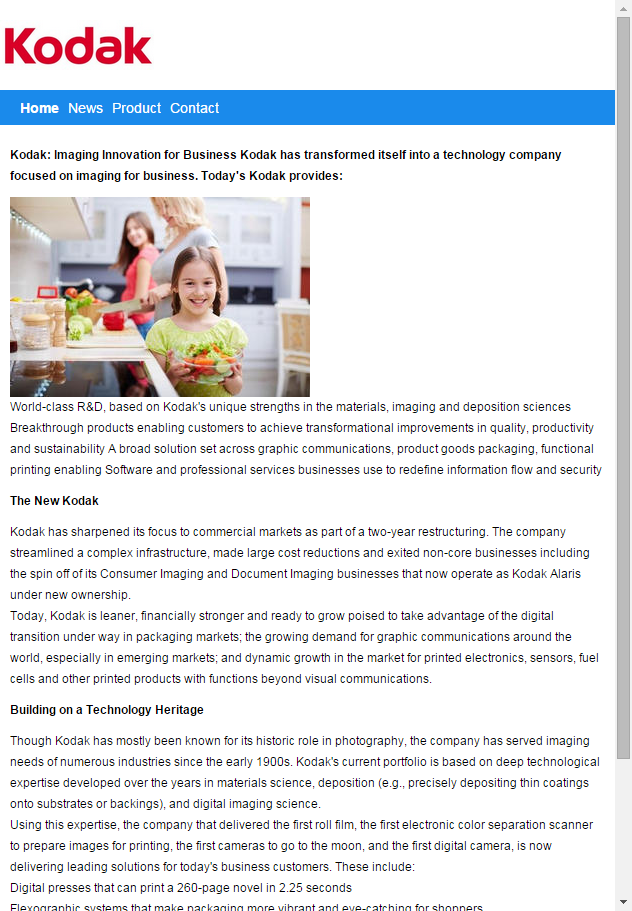 Kodak
Home News Product Contact
Kodak: Imaging Innovation for Business Kodak has transformed itself into a technology company
focused on imaging for business. Today's Kodak provides:
World-class R&D, based on Kodak's unique strengths in the materials, imaging and deposition sciences
Breakthrough products enabling customers to achieve transformational improvements in quality, productivity
and sustainability A broad solution set across graphic communications, product goods packaging, functional
printing enabling Software and professional services businesses use to redefine information flow and security
The New Kodak
Kodak has sharpened its focus to commercial markets as part of a two-year restructuring. The company
streamlined a complex infrastructure, made large cost reductions and exited non-core businesses including
the spin off of its Consumer Imaging and Document Imaging businesses that now operate as Kodak Alaris
under new ownership.
Today, Kodak is leaner, financially stronger and ready to grow poised to take advantage of the digital
transition under way in packaging markets; the growing demand for graphic communications around the
world, especially in emerging markets; and dynamic growth in the market for printed electronics, sensors, fuel
cells and other printed products with functions beyond visual communications.
Building on a Technology Heritage
Though Kodak has mostly been known for its historic role in photography, the company has served imaging
needs of numerous industries since the early 1900s. Kodak's current portfolio is based on deep technological
expertise developed over the years in materials science, deposition (e.g., precisely depositing thin coatings
onto substrates or backings), and digital imaging science.
Using this expertise, the company that delivered the first roll film, the first electronic color separation scanner
to prepare images for printing, the first cameras to go to the moon, and the first digital camera, is now
delivering leading solutions for today's business customers. These include:
Digital presses that can print a 260-page novel in 2.25 seconds
Flexographic systems that make packaging more vibrant and eye-catching for shoppers